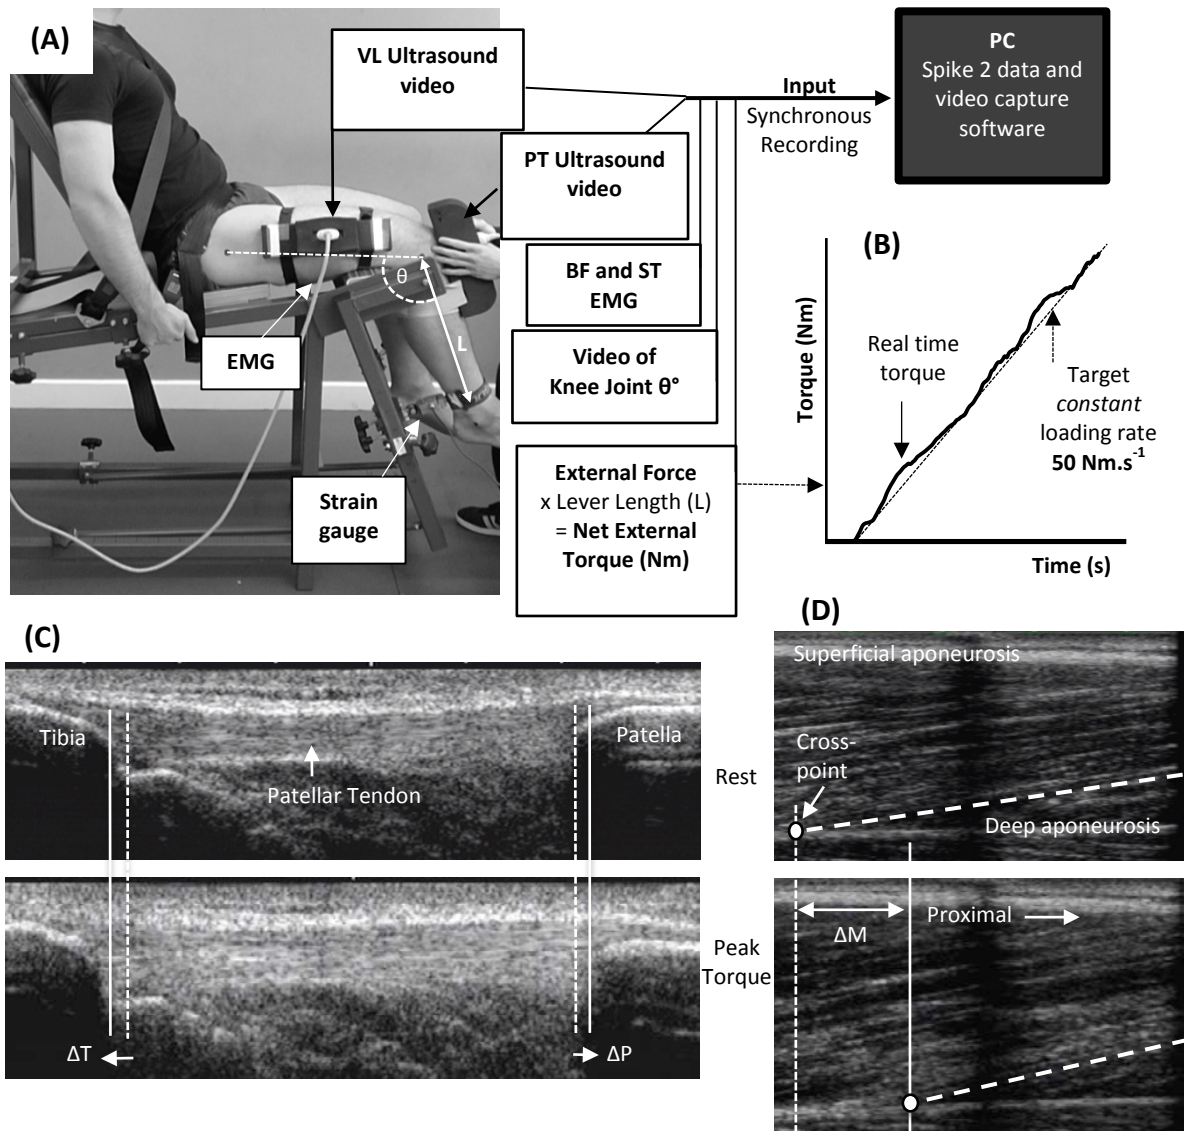 (A)
VL Ultrasound
video
PT Ultrasound
video
BF and ST
EMG
Video of
Knee Joint θ°
External Force
x Lever Length (L)
= Net External
Torque (Nm)
EMG
Strain
gauge
θ
L
Input
Synchronous
Recording
PC
Spike 2 data and
video capture
software
(B)
Torque (Nm)
Real time
torque
Target
constant
loading rate
50 Nm.s⁻¹
Time (s)
(C)
Tibia
Patella
Patellar Tendon
ΔT
ΔP
Rest
Peak
Torque
(D)
Superficial aponeurosis
Cross-
point
Deep aponeurosis
Proximal
ΔM